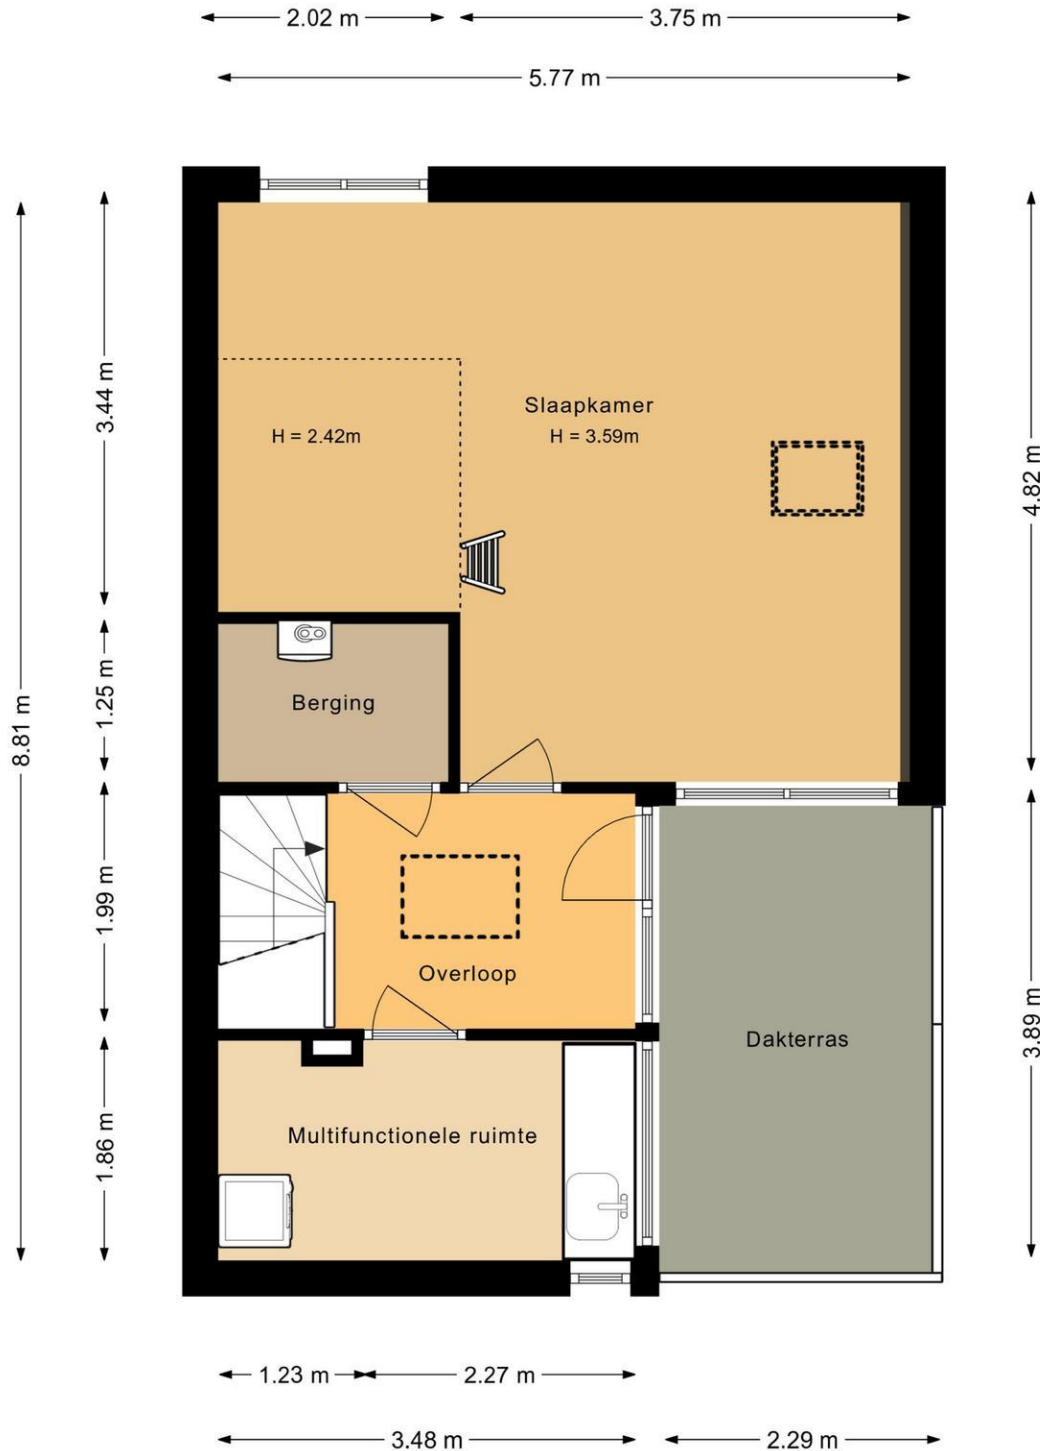 2.02 m
3.75 m
5.77 m
8.81 m
3.44 m
1.25 m
1.99 m
1.86 m
Slaapkamer
H = 2.42m
H = 3.59m
4.82 m
Berging
Overloop
3.89 m
Dakterras
Multifunctionele ruimte
1.23 m
2.27 m
3.48 m
2.29 m